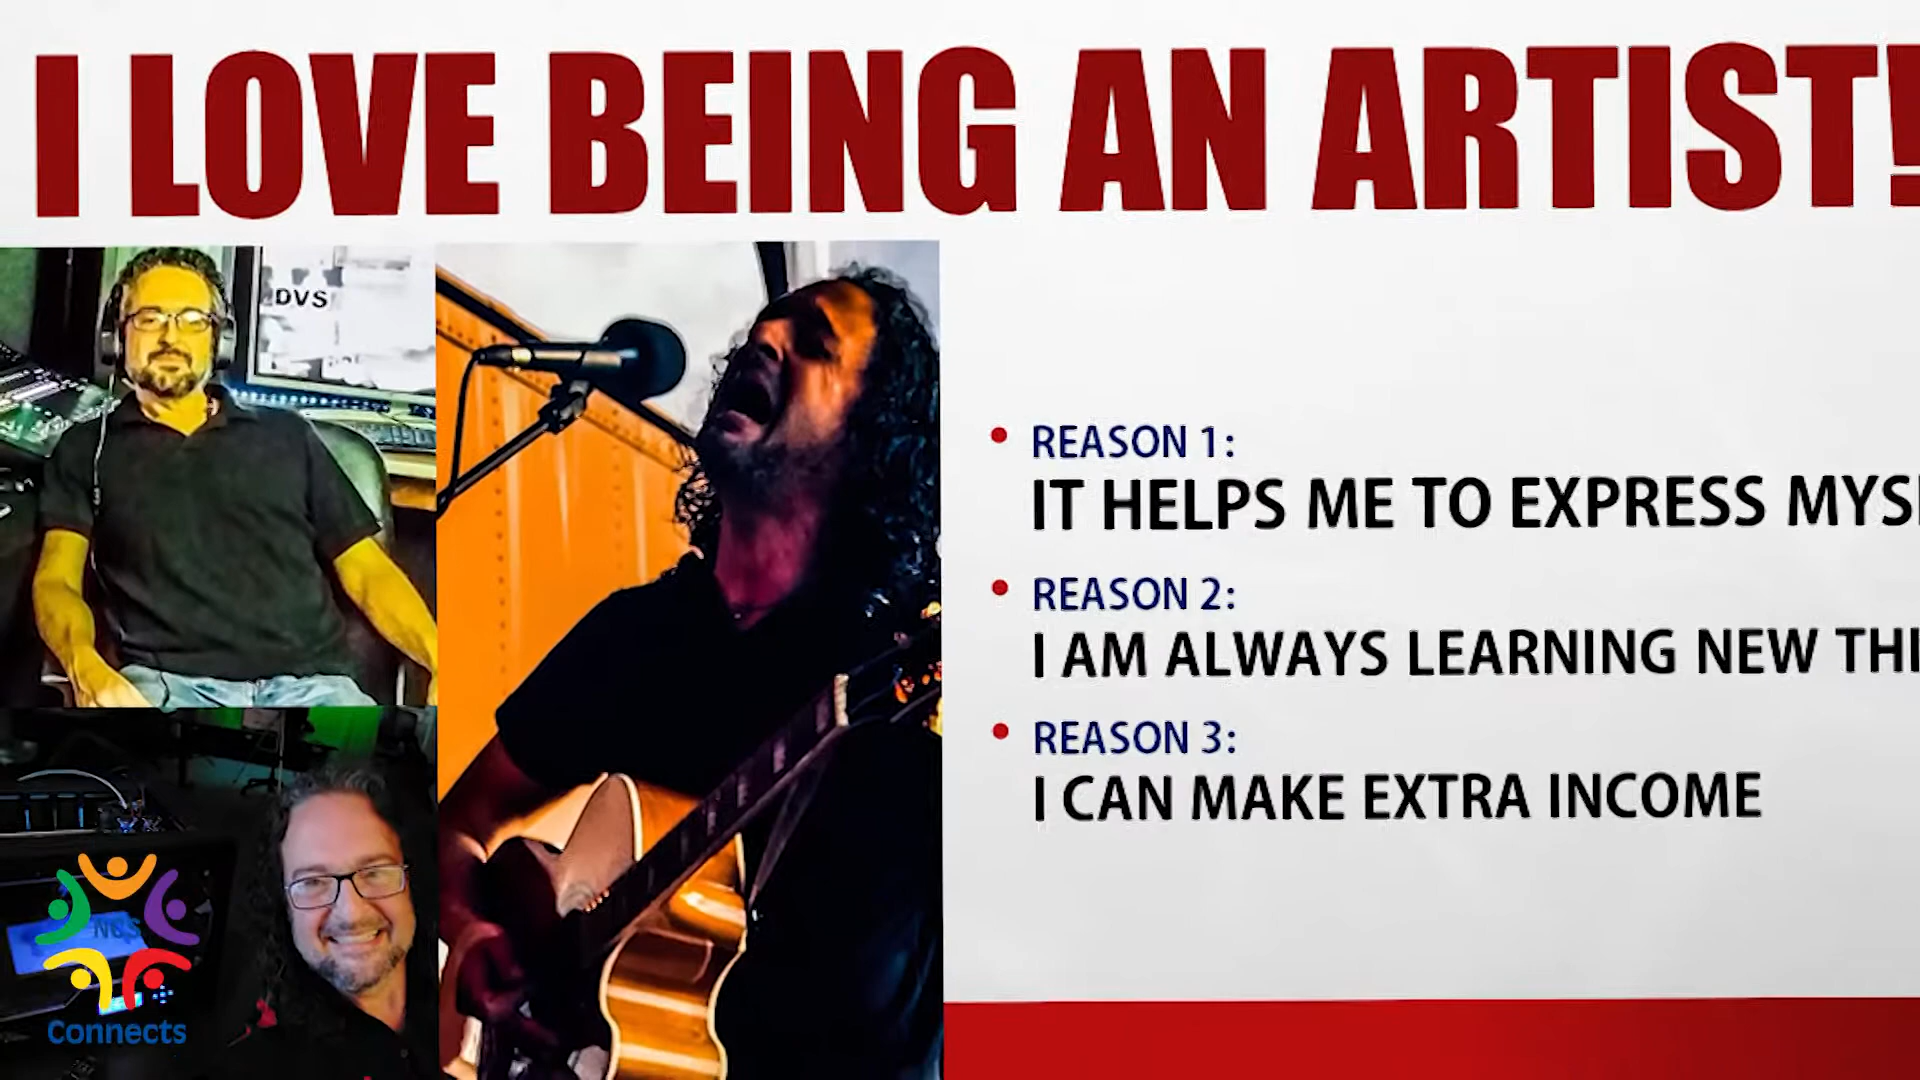 I LOVE BEING AN ARTIST!
DVS
REASON 1:
IT HELPS ME TO EXPRESS MYS
REASON 2:
I AM ALWAYS LEARNING NEW THI
REASON 3:
I CAN MAKE EXTRA INCOME
NCS
Connects